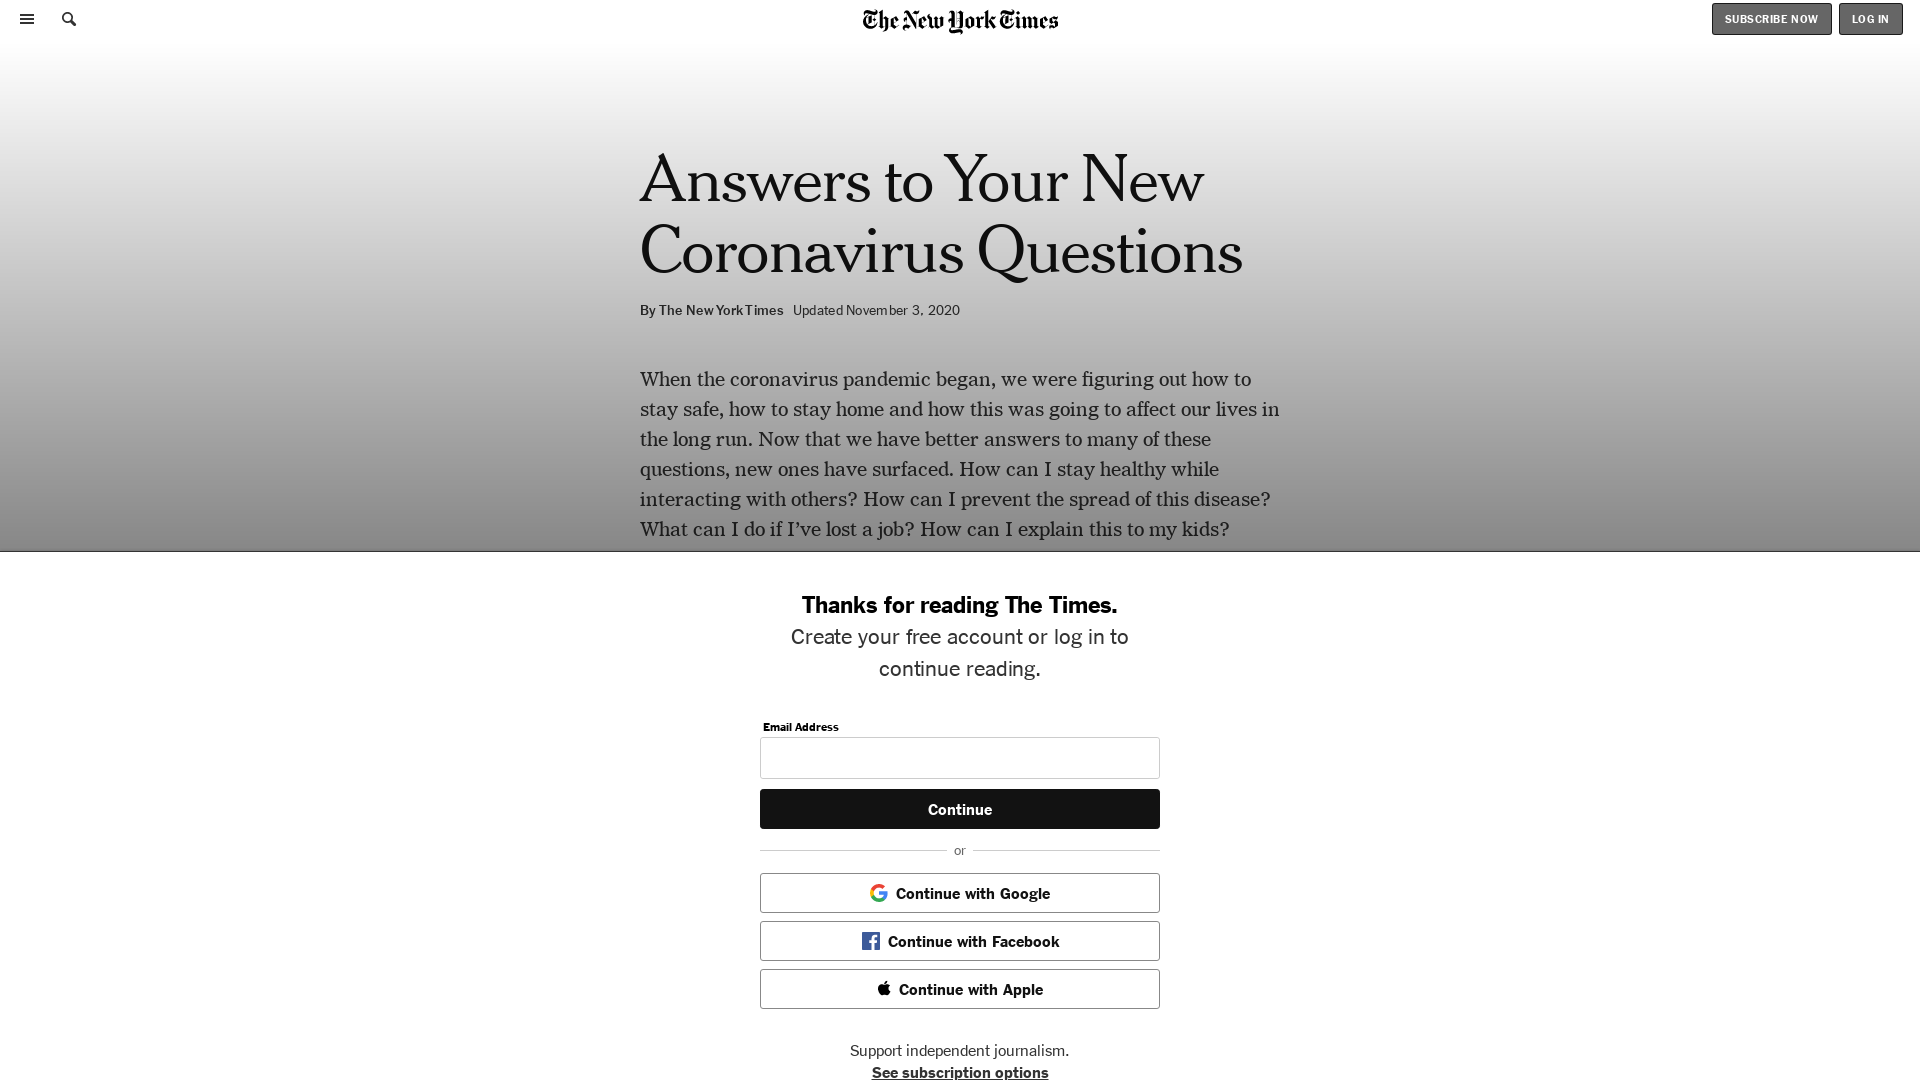 The New York Times
SUBSCRIBE NOW
LOG IN
Answers to Your New
Coronavirus Questions
By The New York Times Updated November 3, 2020
When the coronavirus pandemic began, we were figuring out how to
stay safe, how to stay home and how this was going to affect our lives in
the long run. Now that we have better answers to many of these
questions, new ones have surfaced. How can I stay healthy while
interacting with others? How can I prevent the spread of this disease?
What can I do if I’ve lost a job? How can I explain this to my kids?
Thanks for reading The Times.
Create your free account or log in to
continue reading.
Email Address
Continue
or
Continue with Google
Continue with Facebook
Continue with Apple
Support independent journalism.
See subscription options